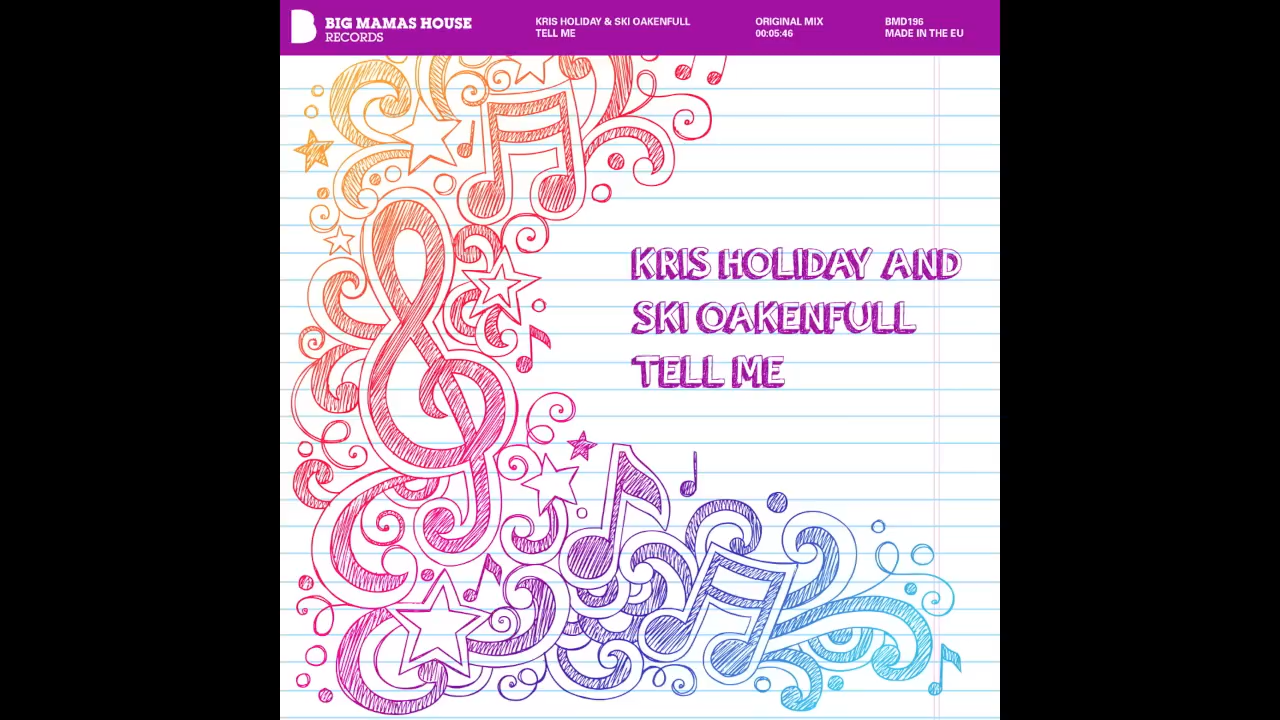 BIG MAMAS HOUSE
RECORDS
KRIS HOLIDAY & SKI OAKENFULL
TELL ME
ORIGINAL MIX
00:05:46
BMD196
MADE IN THE EU
KRIS HOLIDAY AND
SKI OAKENFULL
TELL ME